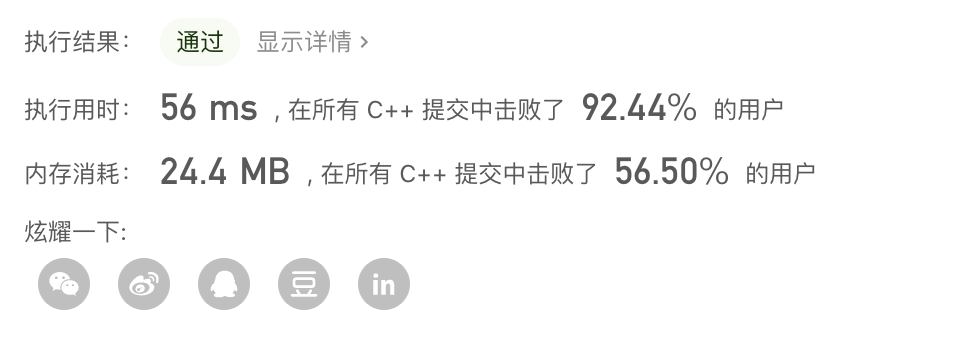 执行结果： 通过 显示详情 ›
执行用时： 56 ms , 在所有 C++ 提交中击败了 92.44% 的用户
内存消耗： 24.4 MB , 在所有 C++ 提交中击败了 56.50% 的用户
炫耀一下:
豆 in